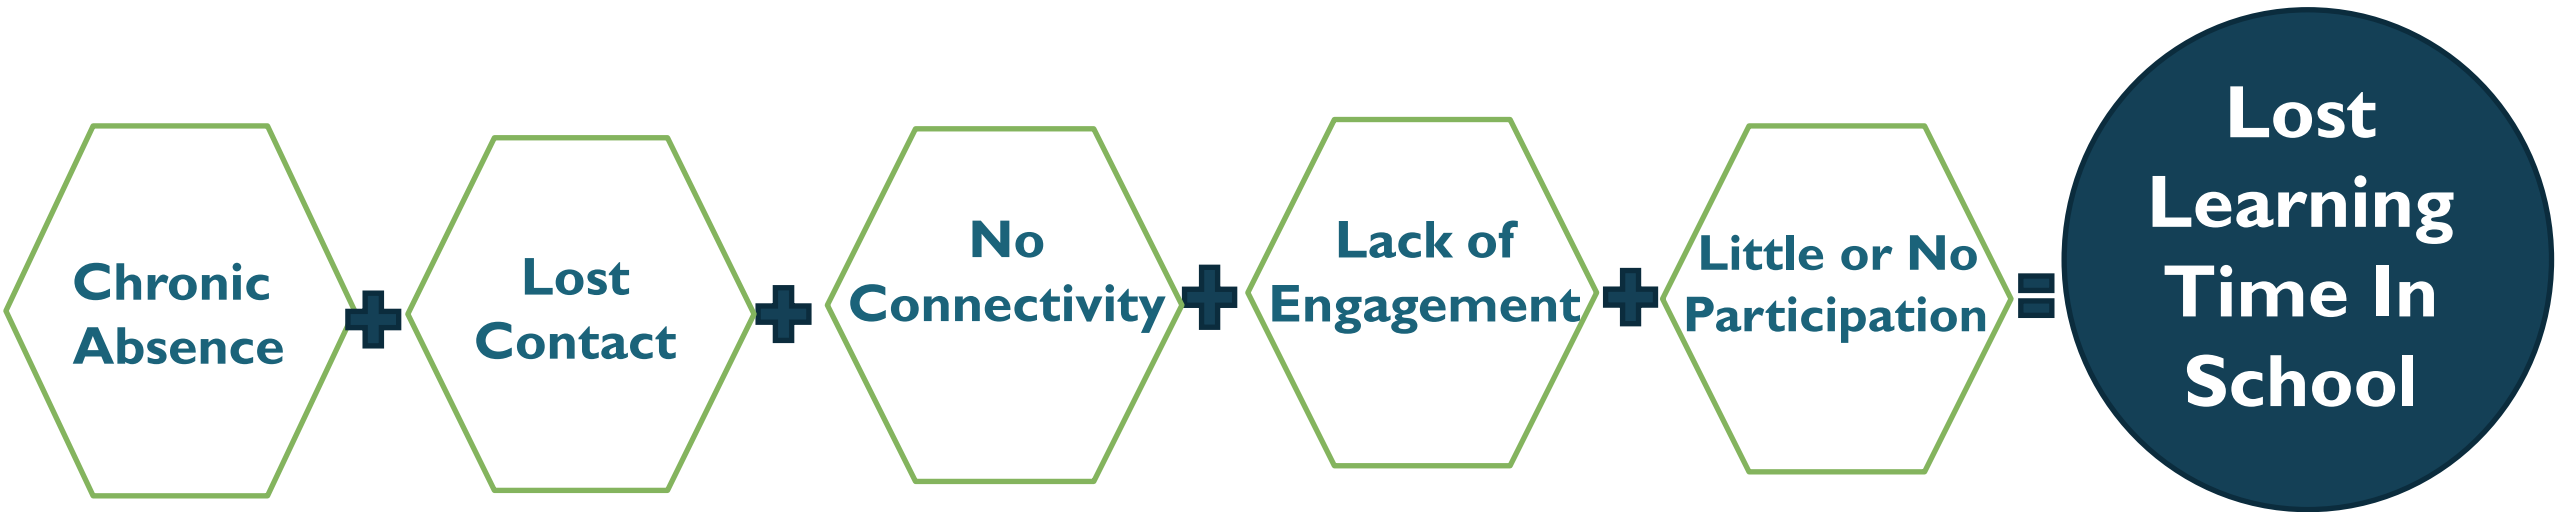 Chronic
Absence
Lost
Contact
No
Connectivity
Lack of
Engagement
Little or No
Participation
Lost
Learning
Time In
School